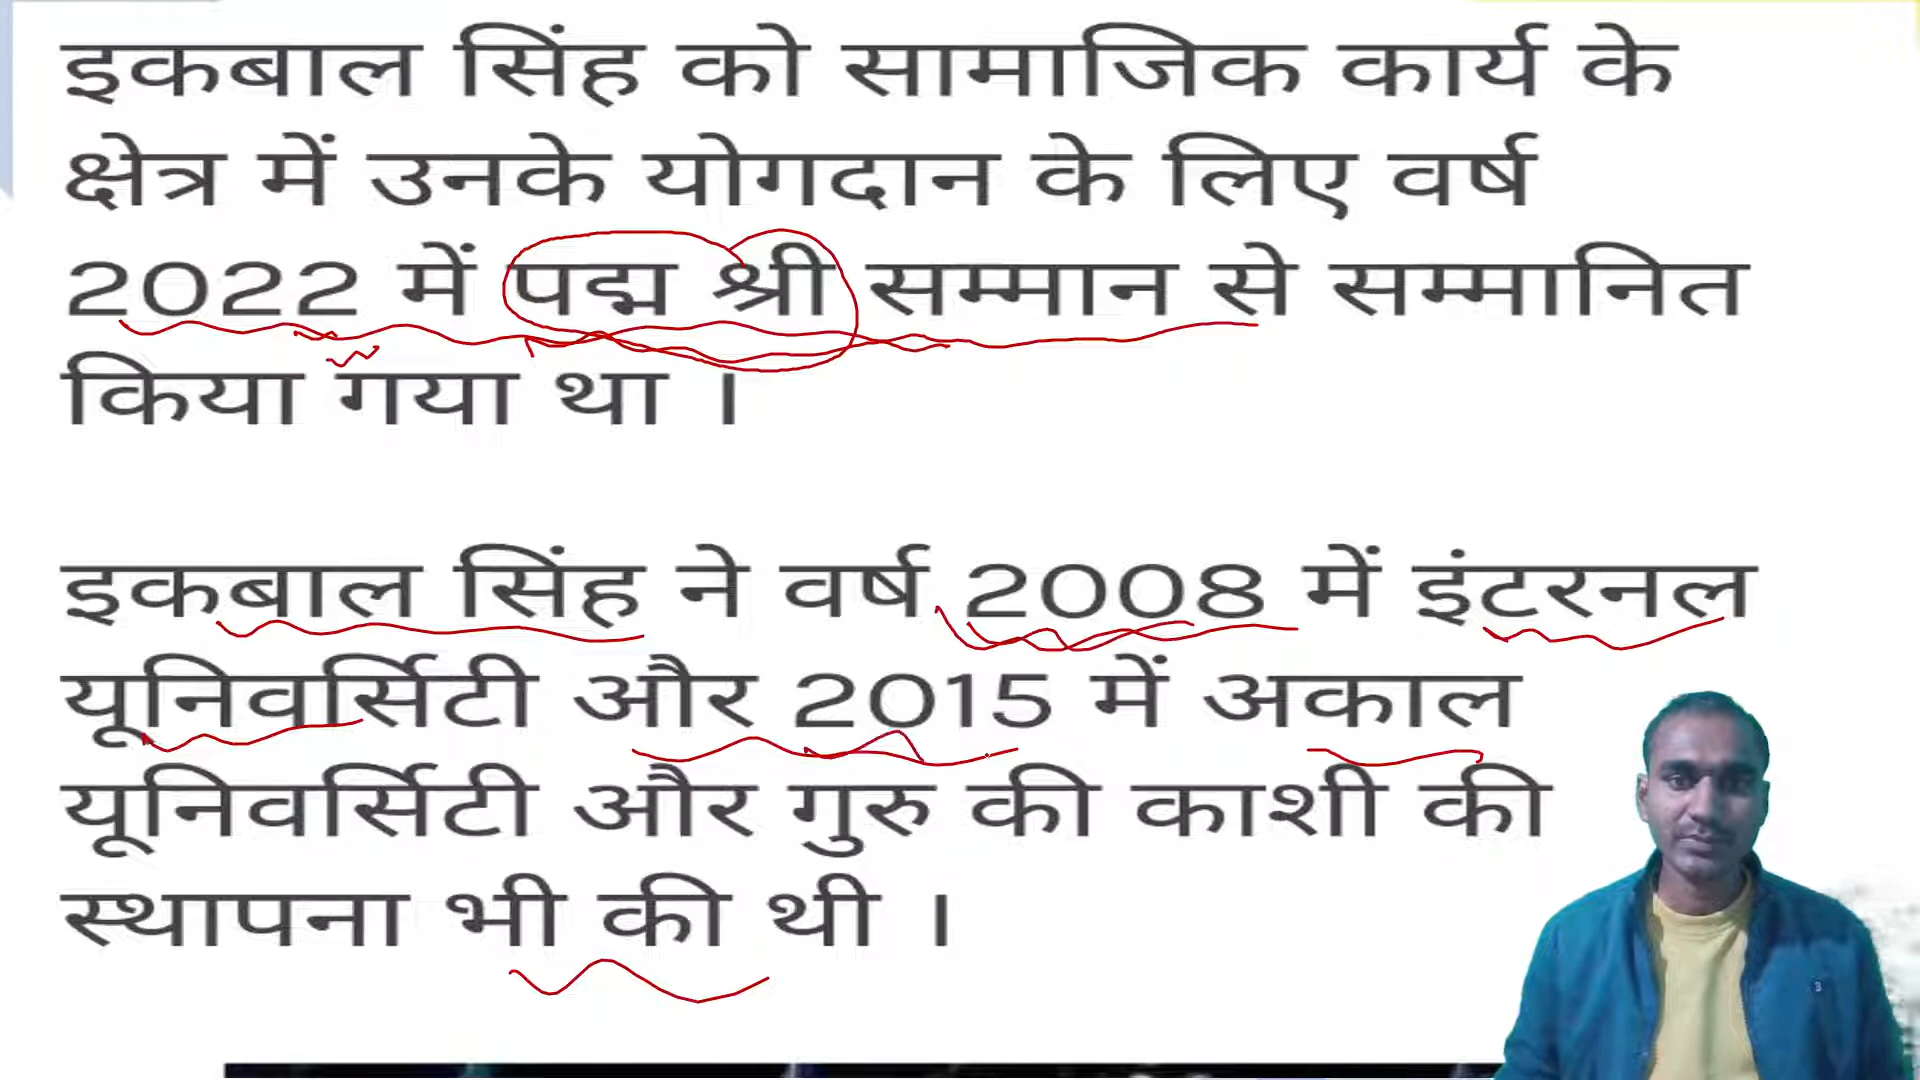 इकबाल सिंह को सामाजिक कार्य के
क्षेत्र में उनके योगदान के लिए वर्ष
2022 में पद्म श्री सम्मान से सम्मानित
किया गया था ।
इकबाल सिंह ने वर्ष 2008 में इंटरनल
यूनिवर्सिटी और 2015 में अकाल
यूनिवर्सिटी और गुरु की काशी की
स्थापना भी की थी ।